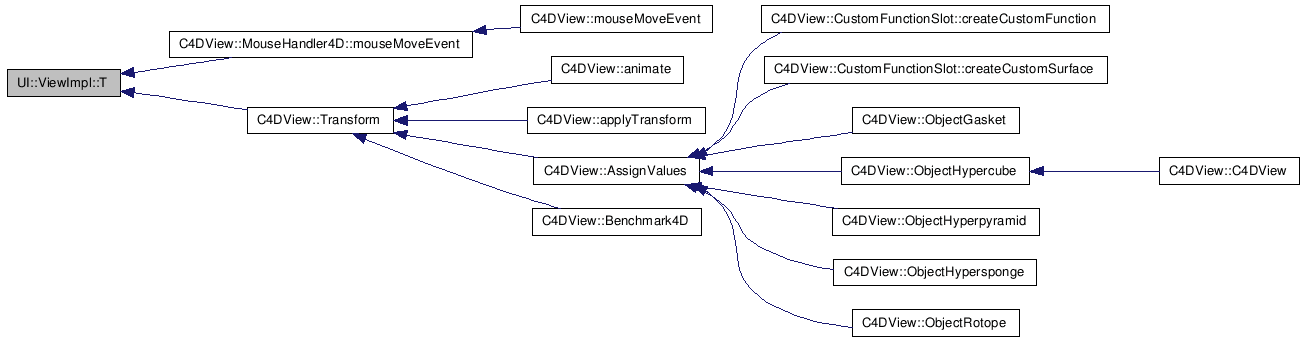 C4DView::mouseMoveEvent
C4DView::CustomFunctionSlot::createCustomFunction
C4DView::MouseHandler4D::mouseMoveEvent
UI::ViewImpl::T
C4DView::animate
C4DView::CustomFunctionSlot::createCustomSurface
C4DView::Transform
C4DView::applyTransform
C4DView::ObjectGasket
C4DView::AssignValues
C4DView::ObjectHypercube
C4DView::C4DView
C4DView::Benchmark4D
C4DView::ObjectHyperpyramid
C4DView::ObjectHypersponge
C4DView::ObjectRotope